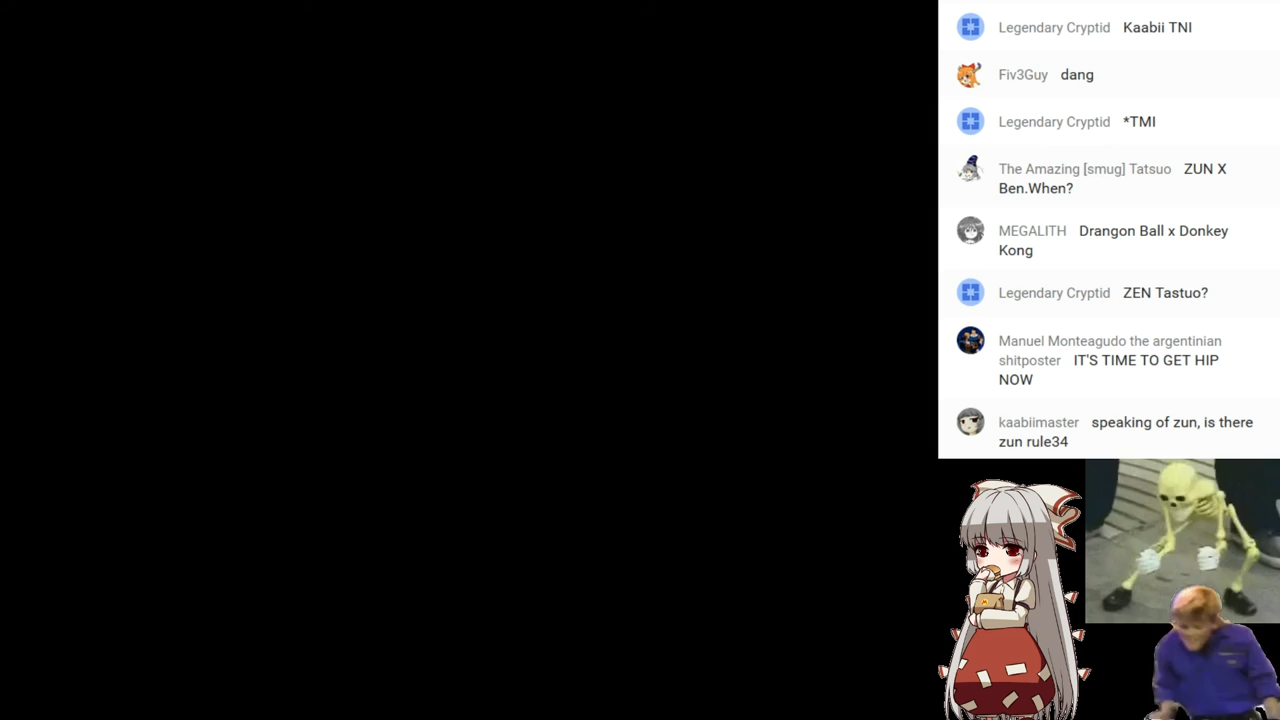 Legendary Cryptid Kaabii TNI
Fiv3Guy dang
Legendary Cryptid *TMI
The Amazing [smug] Tatsuo ZUN X
Ben.When?
MEGALITH Drangon Ball x Donkey
Kong
Legendary Cryptid ZEN Tastuo?
Manuel Monteagudo the argentinian
shitposter IT'S TIME TO GET HIP
NOW
kaabiimaster speaking of zun, is there
zun rule34